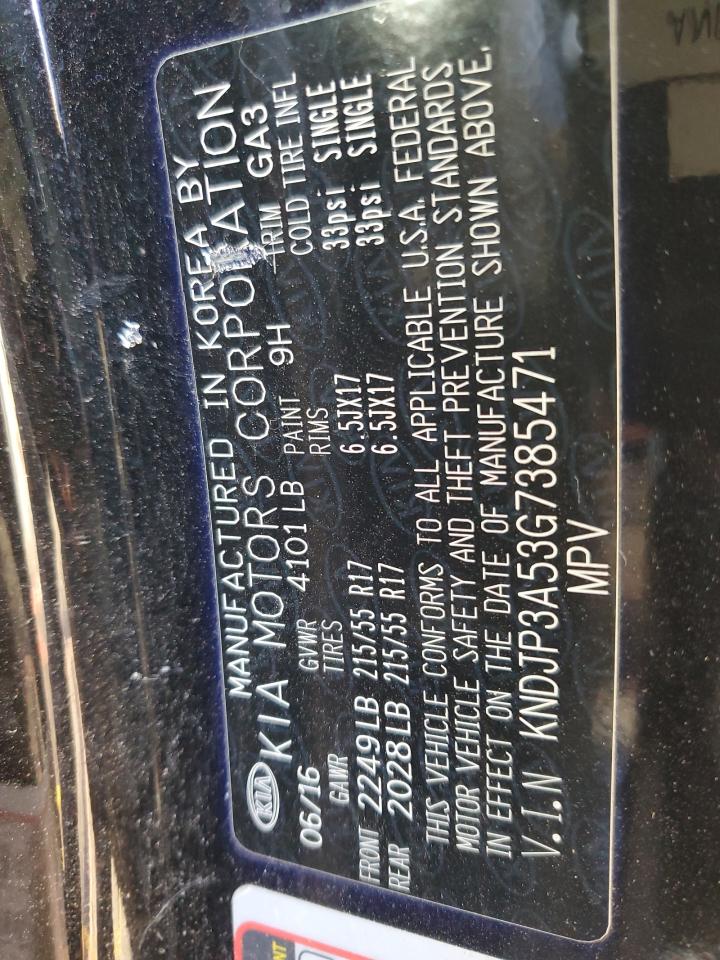 KIA
MANUFACTURED IN KOREA BY
KIA MOTORS CORPORATION
06/16 GVWR 4101LB PAINT 9H TRIM GA3
GAWR TIRES RIMS COLD TIRE INFL
FRONT 2249LB 215/55 R17 6.5JX17 33psi SINGLE
REAR 2028LB 215/55 R17 6.5JX17 33psi SINGLE
THIS VEHICLE CONFORMS TO ALL APPLICABLE U.S.A. FEDERAL
MOTOR VEHICLE SAFETY AND THEFT PREVENTION STANDARDS
IN EFFECT ON THE DATE OF MANUFACTURE SHOWN ABOVE.
V.I.N KNDJP3A53G7385471
MPV